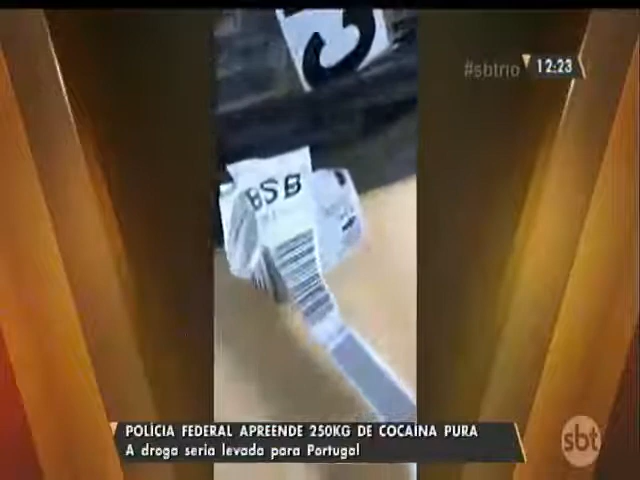 #sbtrio 12:23
BSB
POLÍCIA FEDERAL APREENDE 250KG DE COCAÍNA PURA
A droga seria levada para Portugal
sbt